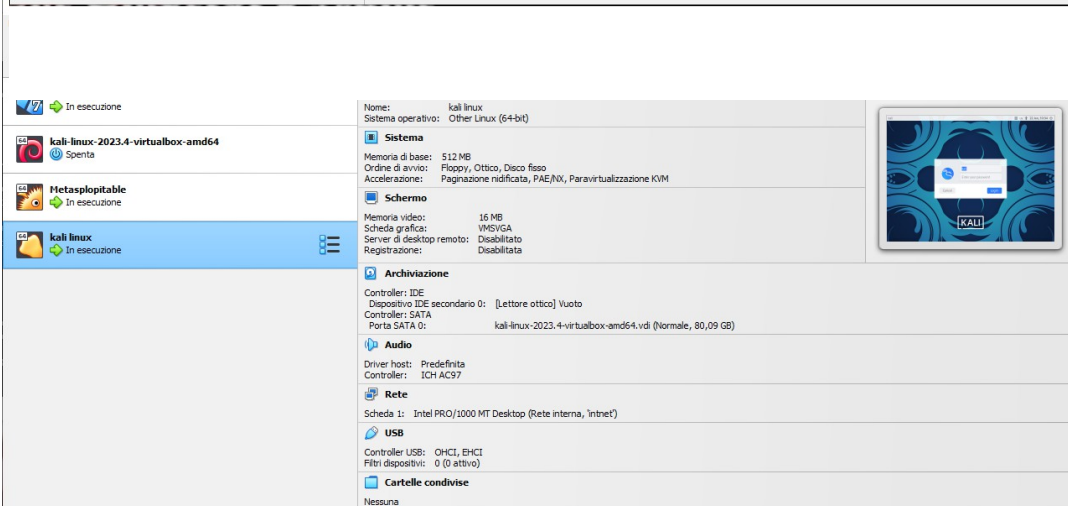 In esecuzione
64
kali-linux-2023.4-virtualbox-amd64
Spenta
64
Metasplopitable
In esecuzione
64
kali linux
In esecuzione
Nome: kali linux
Sistema operativo: Other Linux (64-bit)
Sistema
Memoria di base: 512 MB
Ordine di avvio: Floppy, Ottico, Disco fisso
Accelerazione: Paginazione nidificata, PAE/NX, Paravirtualizzazione KVM
Schermo
Memoria video: 16 MB
Scheda grafica: VMSVGA
Server di desktop remoto: Disabilitato
Registrazione: Disabilitata
KALI
Archiviazione
Controller: IDE
Dispositivo IDE secondario 0: [Lettore ottico] Vuoto
Controller: SATA
Porta SATA 0: kali-linux-2023.4-virtualbox-amd64.vdi (Normale, 80,09 GB)
Audio
Driver host: Predefinita
Controller: ICH AC97
Rete
Scheda 1: Intel PRO/1000 MT Desktop (Rete interna, 'intnet')
USB
Controller USB: OHCI, EHCI
Filtri dispositivi: 0 (0 attivo)
Cartelle condivise
Nessuna